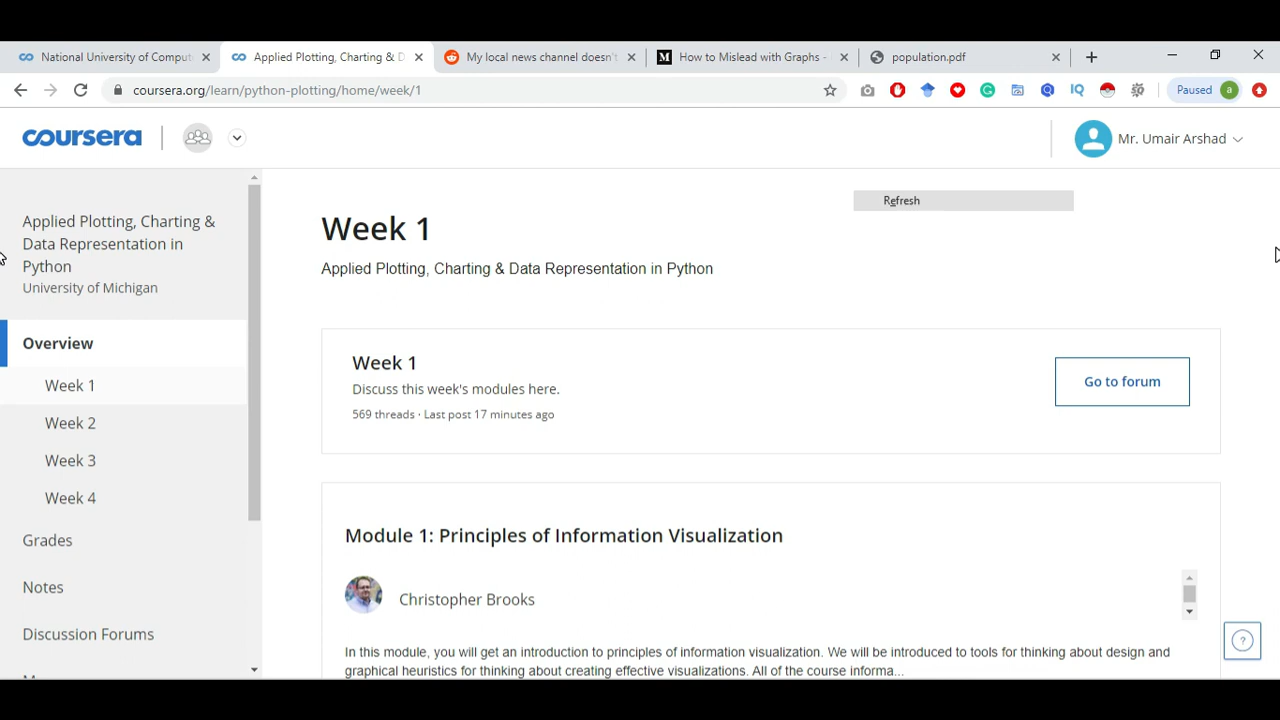 National University of Comput
Applied Plotting, Charting & D
My local news channel doesn't
How to Mislead with Graphs -
population.pdf
coursera.org/learn/python-plotting/home/week/1
IQ
Paused
a
coursera
Mr. Umair Arshad
Refresh
Applied Plotting, Charting &
Data Representation in
Python
University of Michigan
Overview
Week 1
Week 2
Week 3
Week 4
Grades
Notes
Discussion Forums
Week 1
Applied Plotting, Charting & Data Representation in Python
Week 1
Discuss this week's modules here.
569 threads · Last post 17 minutes ago
Go to forum
Module 1: Principles of Information Visualization
Christopher Brooks
In this module, you will get an introduction to principles of information visualization. We will be introduced to tools for thinking about design and
graphical heuristics for thinking about creating effective visualizations. All of the course informa...